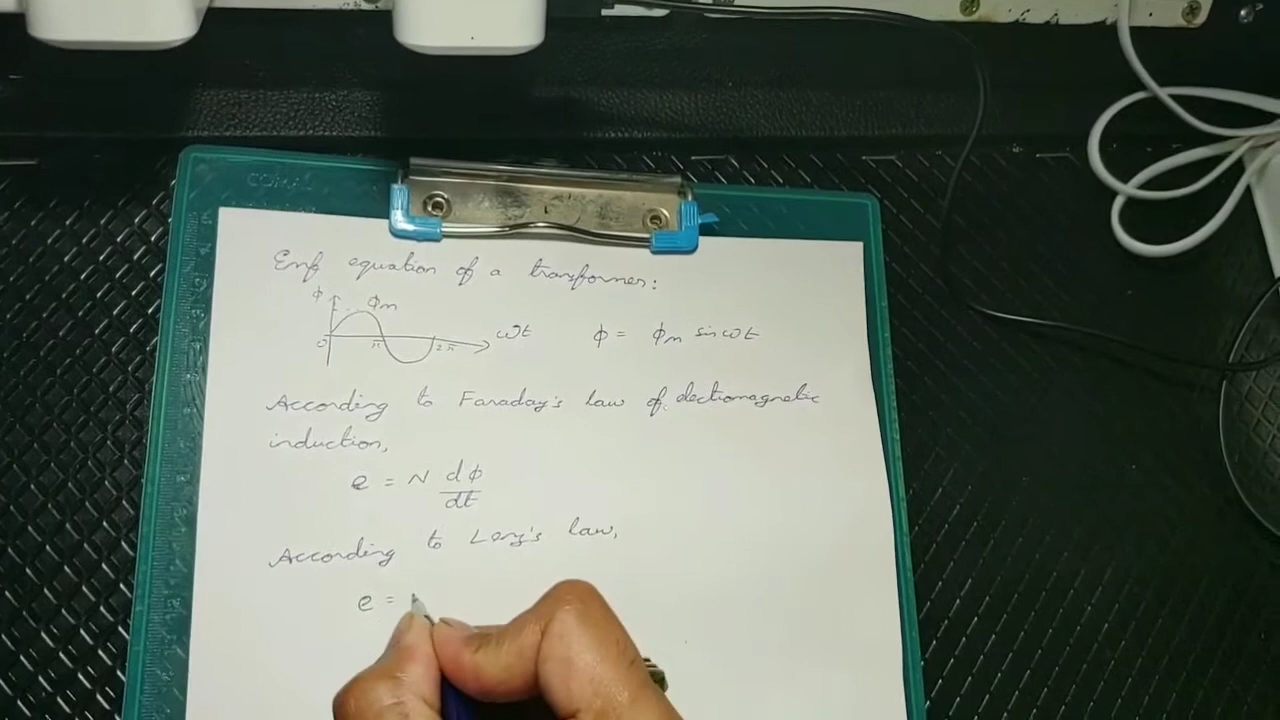 Emf equation of a transformer:
ϕ
ϕm
0
π
2π
ωt
ϕ = ϕm sin ωt
According to Faraday's law of electromagnetic
induction,
e = N dϕ/dt
According to Lenz's law,
e =